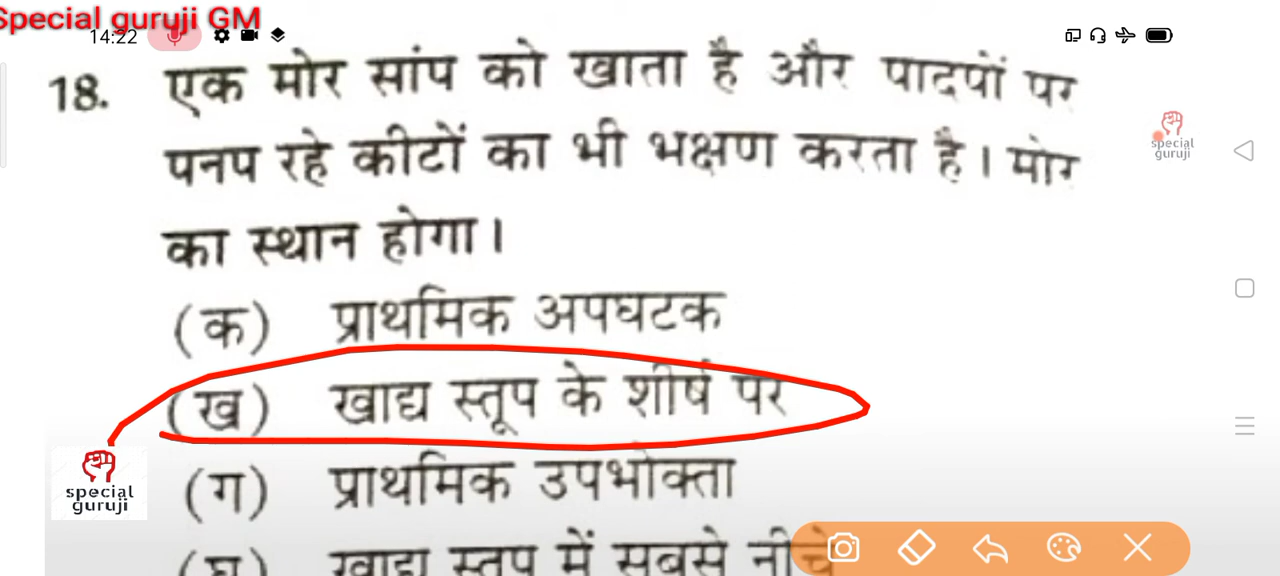 Special guruji GM
14:22
18. एक मोर सांप को खाता है और पादपों पर
पनप रहे कीटों का भी भक्षण करता है। मोर
का स्थान होगा।
special
guruji
(क) प्राथमिक अपघटक
(ख) खाद्य स्तूप के शीर्ष पर
special
guruji
(ग) प्राथमिक उपभोक्ता
(घ) खाद्य स्तूप में सबसे नीचे